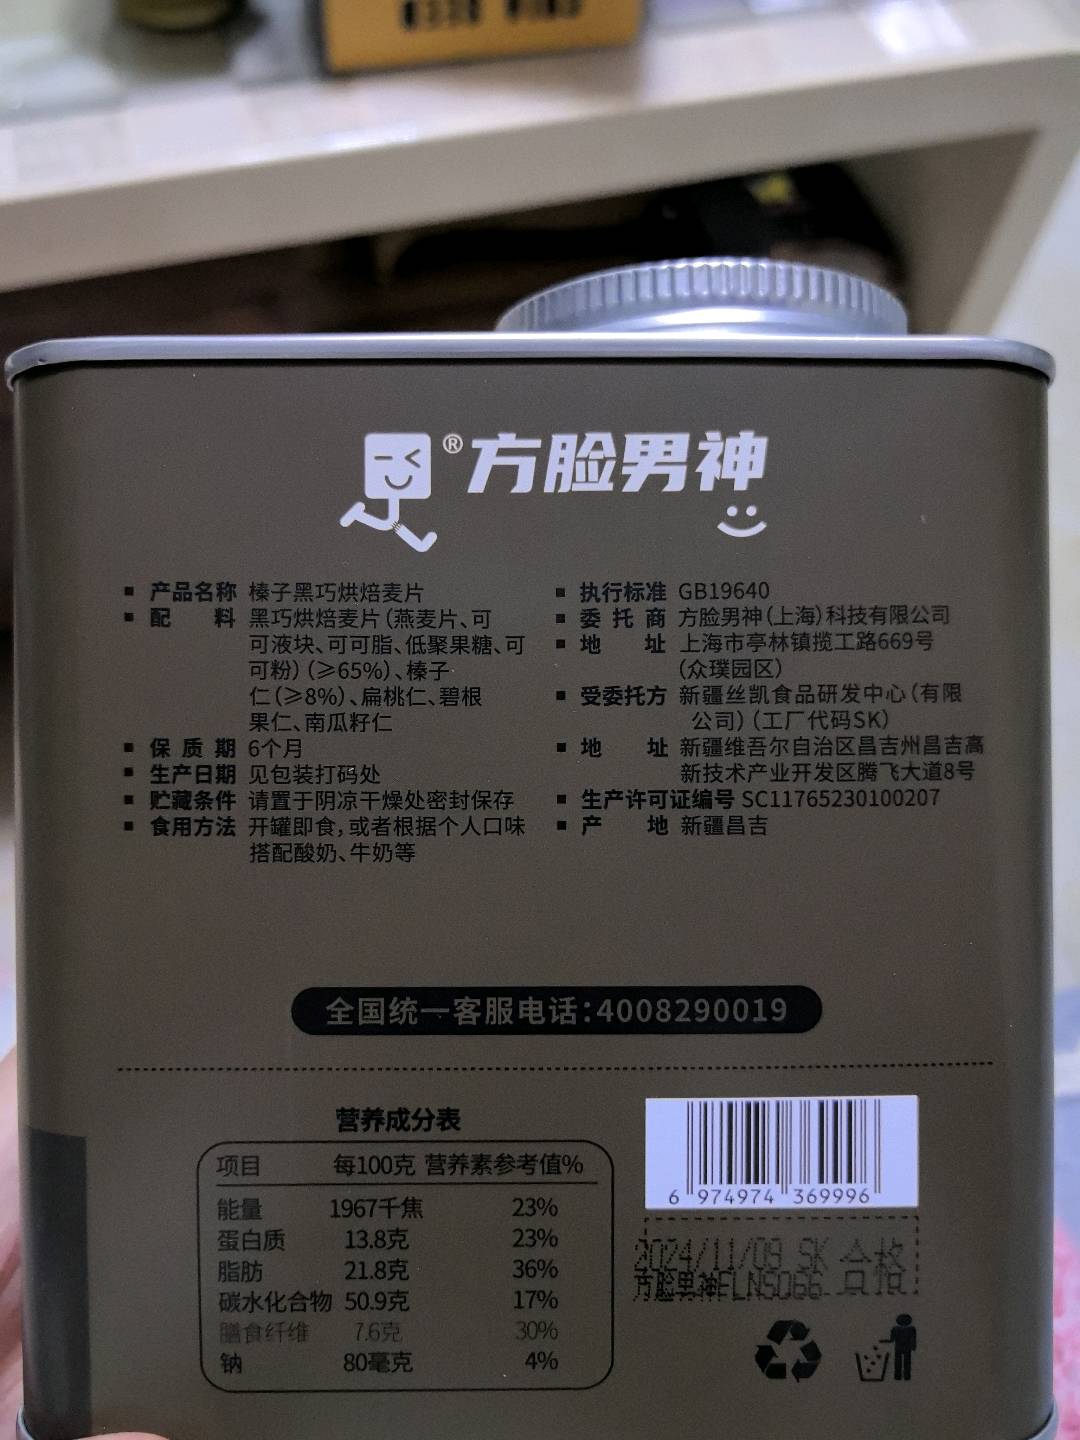 ® 方脸男神
产品名称 榛子黑巧烘焙麦片
配料 黑巧烘焙麦片(燕麦片、可
可液块、可可脂、低聚果糖、可
可粉)(≥65%)、榛子
仁(≥8%)、扁桃仁、碧根
果仁、南瓜籽仁
保质期 6个月
生产日期 见包装打码处
贮藏条件 请置于阴凉干燥处密封保存
食用方法 开罐即食,或者根据个人口味
搭配酸奶、牛奶等
执行标准 GB19640
委托商 方脸男神(上海)科技有限公司
地址 上海市亭林镇揽工路669号
(众璞园区)
受委托方 新疆丝凯食品研发中心(有限
公司)(工厂代码SK)
地址 新疆维吾尔自治区昌吉州昌吉高
新技术产业开发区腾飞大道8号
生产许可证编号 SC11765230100207
产地 新疆昌吉
全国统一客服电话:4008290019
营养成分表
项目 每100克 营养素参考值%
能量 1967千焦 23%
蛋白质 13.8克 23%
脂肪 21.8克 36%
碳水化合物 50.9克 17%
膳食纤维 7.6克 30%
钠 80毫克 4%
6 974974 369996
2024/11/09 SK 合格
方脸男神